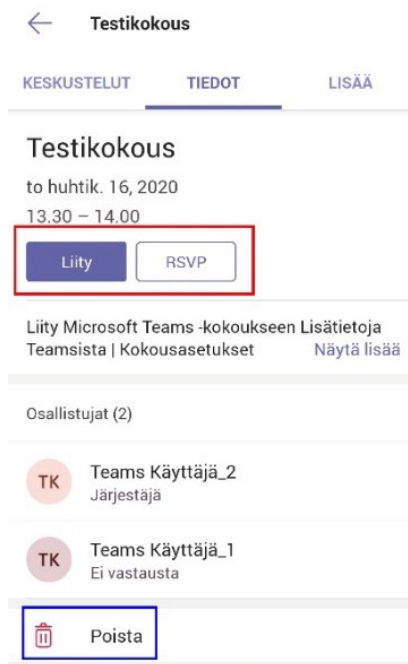 Testikokous
KESKUSTELUT TIEDOT LISÄÄ
Testikokous
to huhtik. 16, 2020
13.30 – 14.00
Liity RSVP
Liity Microsoft Teams -kokoukseen Lisätietoja
Teamsista | Kokousasetukset Näytä lisää
Osallistujat (2)
TK Teams Käyttäjä_2
Järjestäjä
TK Teams Käyttäjä_1
Ei vastausta
Poista